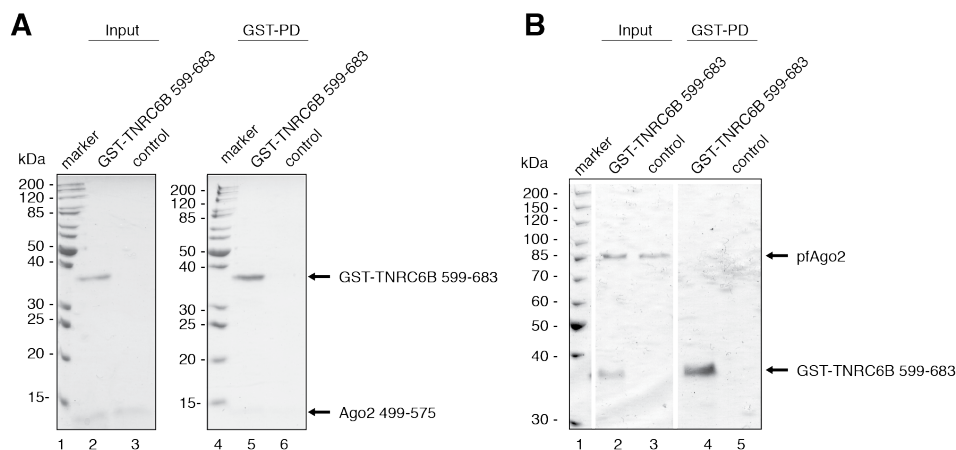 A
Input
GST-PD
marker
GST-TNRC6B 599-683
control
marker
GST-TNRC6B 599-683
control
kDa
200 -
120 -
85 -
50 -
40 -
30 -
25 -
20 -
15-
200 -
120 -
85 -
50 -
40 -
30 -
25 -
20 -
15-
GST-TNRC6B 599-683
Ago2 499-575
1 2 3
4 5 6
B
Input
GST-PD
marker
GST-TNRC6B 599-683
control
GST-TNRC6B 599-683
control
kDa
200 -
150 -
120 -
100 -
85 -
70 -
60 -
50 -
40 -
30 -
pfAgo2
GST-TNRC6B 599-683
1 2 3 4 5